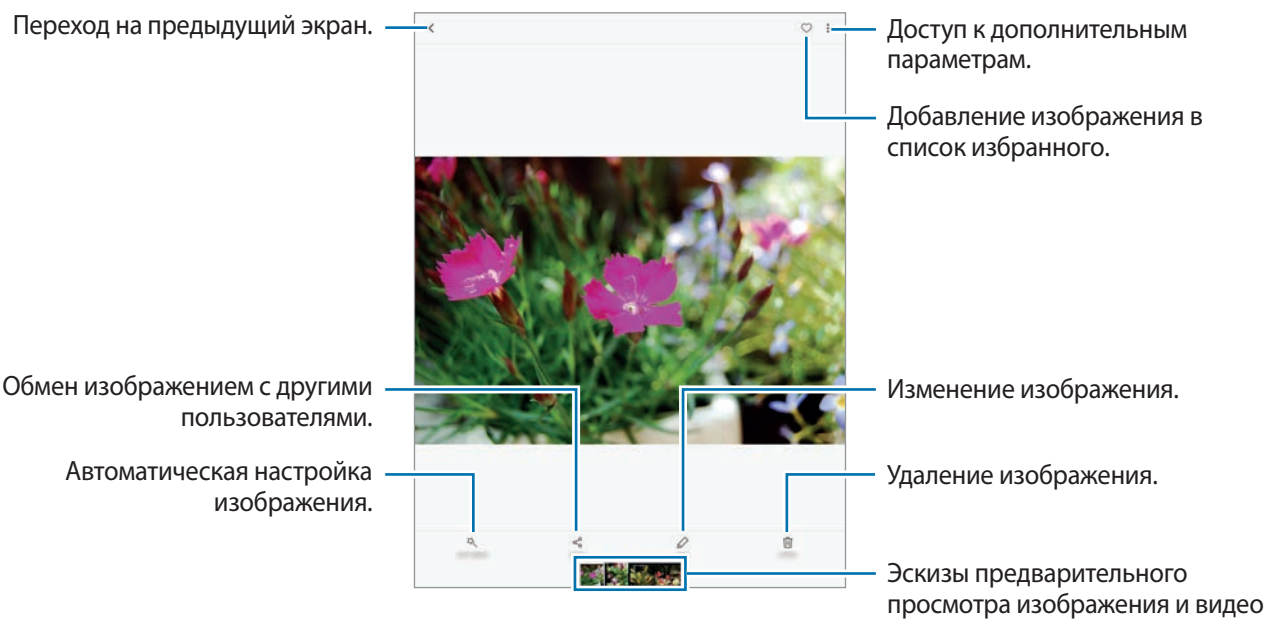 Переход на предыдущий экран.
Доступ к дополнительным
параметрам.
Добавление изображения в
список избранного.
Обмен изображением с другими
пользователями.
Изменение изображения.
Автоматическая настройка
изображения.
Удаление изображения.
Эскизы предварительного
просмотра изображения и видео